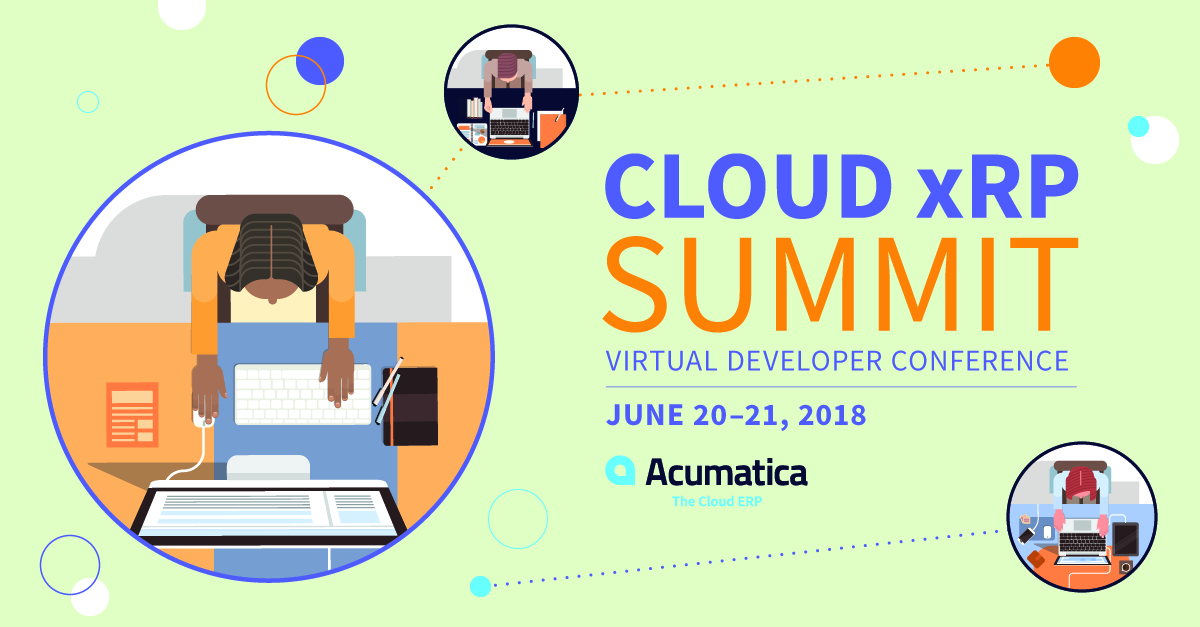 CLOUD xRP
SUMMIT
VIRTUAL DEVELOPER CONFERENCE
JUNE 20–21, 2018
Acumatica
The Cloud ERP